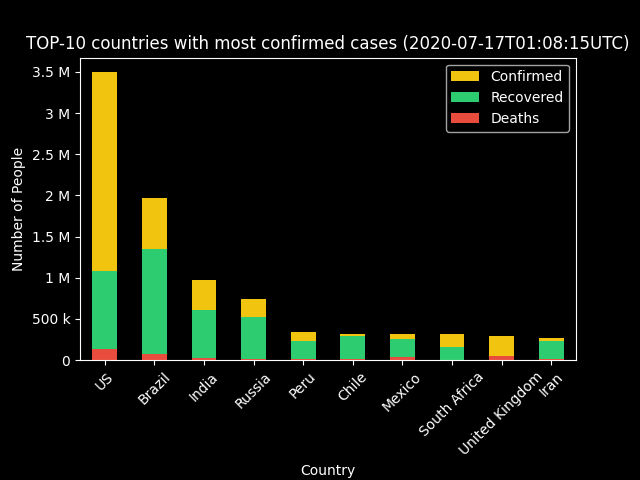 TOP-10 countries with most confirmed cases (2020-07-17T01:08:15UTC)
Confirmed
Recovered
Deaths
Number of People
3.5 M
3 M
2.5 M
2 M
1.5 M
1 M
500 k
0
US
Brazil
India
Russia
Peru
Chile
Mexico
South Africa
United Kingdom
Iran
Country